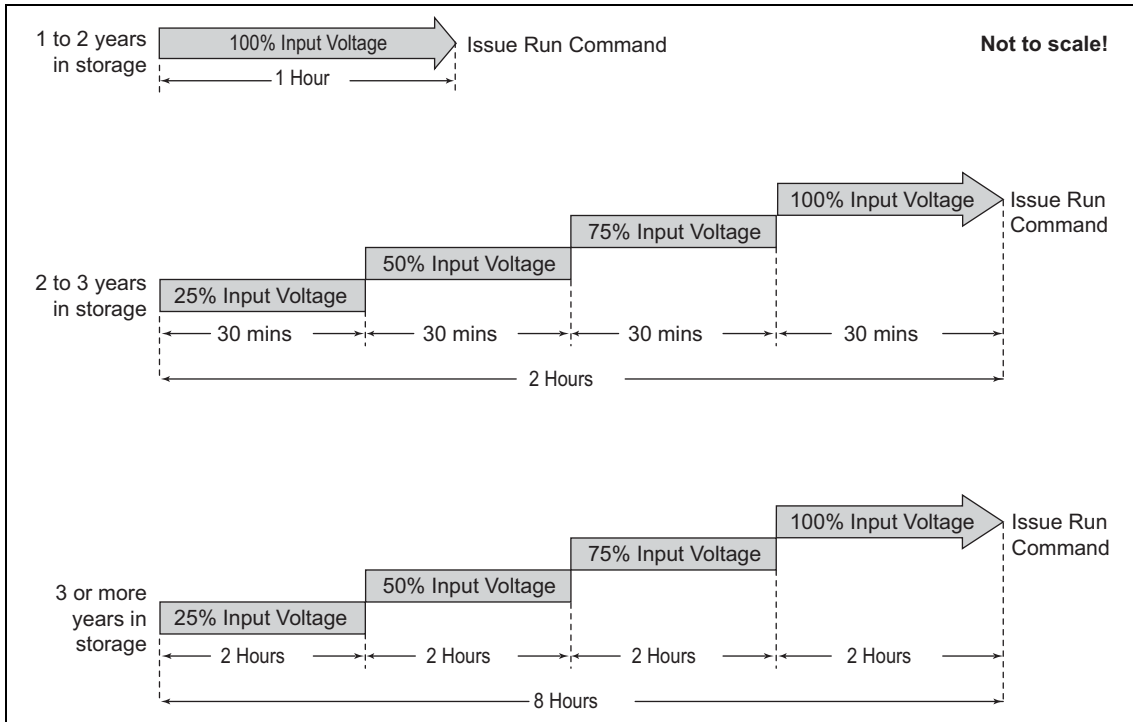 1 to 2 years
in storage
100% Input Voltage
Issue Run Command
Not to scale!
1 Hour
2 to 3 years
in storage
25% Input Voltage
50% Input Voltage
75% Input Voltage
100% Input Voltage
Issue Run
Command
30 mins
30 mins
30 mins
30 mins
2 Hours
3 or more
years in
storage
25% Input Voltage
50% Input Voltage
75% Input Voltage
100% Input Voltage
Issue Run
Command
2 Hours
2 Hours
2 Hours
2 Hours
8 Hours